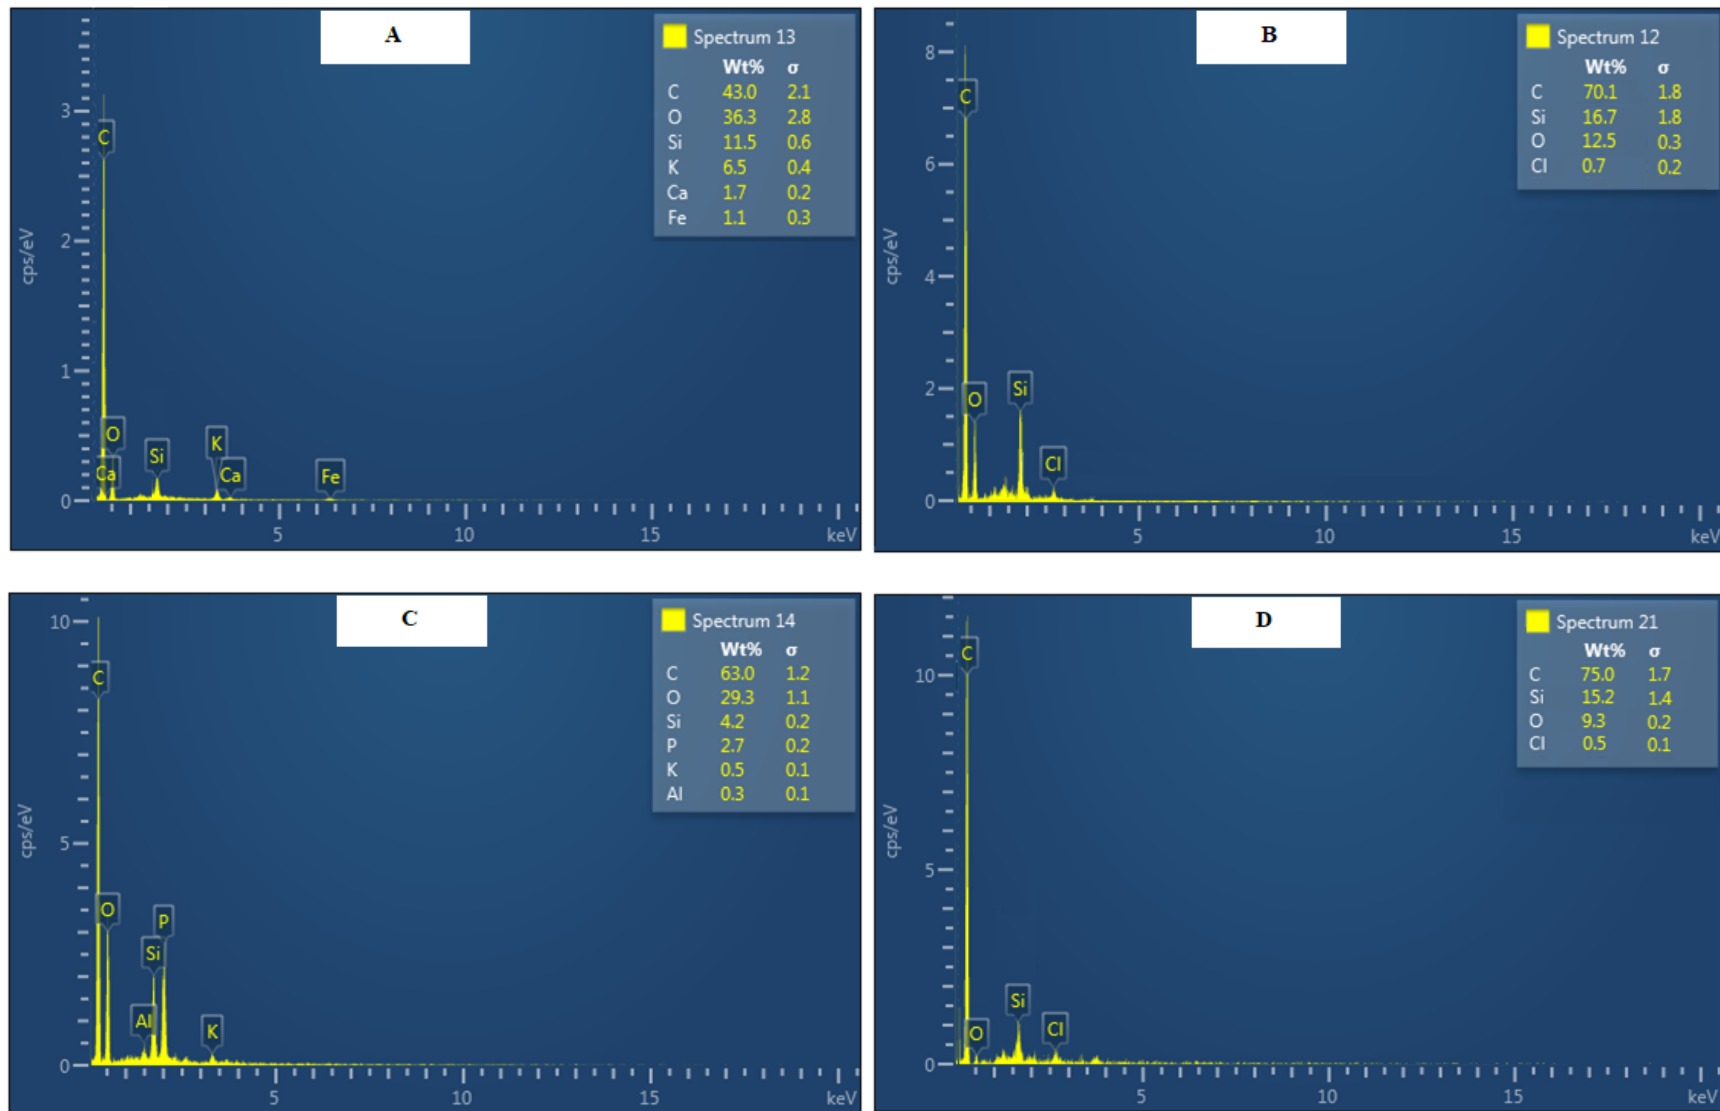 A
Spectrum 13
Wt% σ
C 43.0 2.1
O 36.3 2.8
Si 11.5 0.6
K 6.5 0.4
Ca 1.7 0.2
Fe 1.1 0.3
3
2
1
0
cps/eV
C
O
Ca
Si
K
Ca
Fe
5 10 15 keV
B
Spectrum 12
Wt% σ
C 70.1 1.8
Si 16.7 1.8
O 12.5 0.3
Cl 0.7 0.2
8
6
4
2
0
cps/eV
C
O
Si
Cl
5 10 15 keV
C
Spectrum 14
Wt% σ
C 63.0 1.2
O 29.3 1.1
Si 4.2 0.2
P 2.7 0.2
K 0.5 0.1
Al 0.3 0.1
10
5
0
cps/eV
C
O
P
Si
Al
K
5 10 15 keV
D
Spectrum 21
Wt% σ
C 75.0 1.7
Si 15.2 1.4
O 9.3 0.2
Cl 0.5 0.1
10
5
0
cps/eV
C
O
Si
Cl
5 10 15 keV